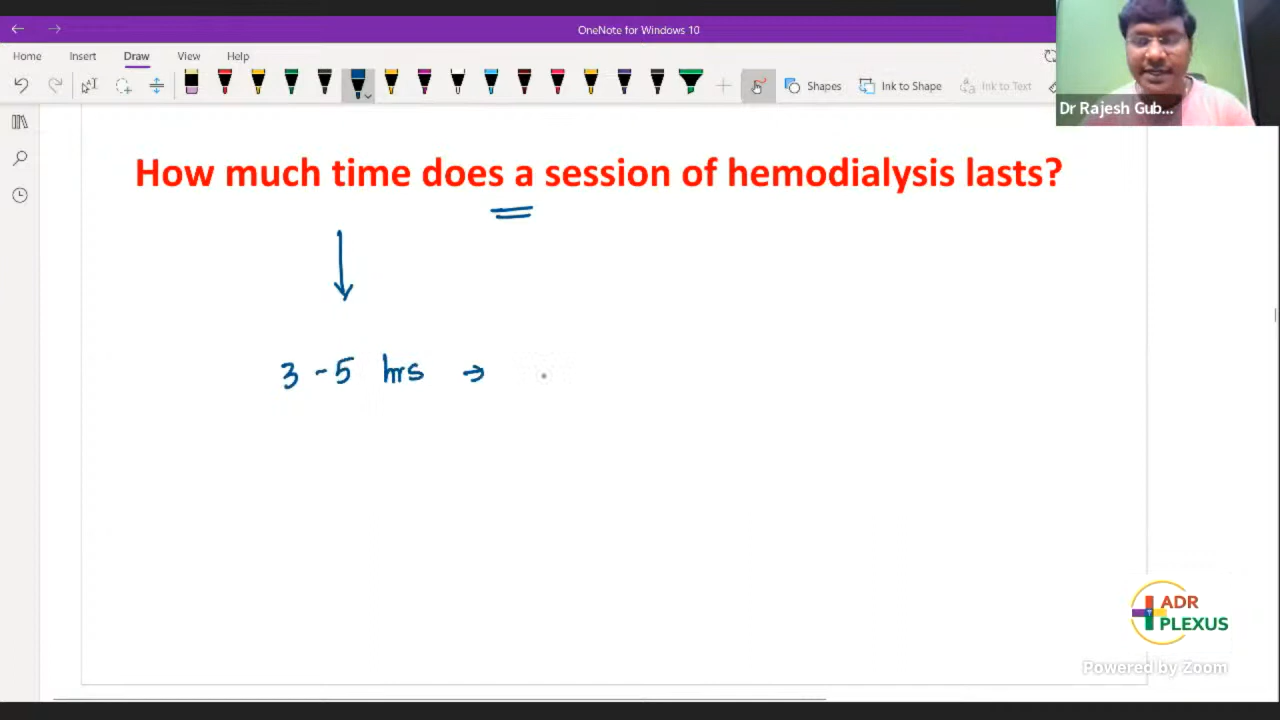 OneNote for Windows 10
Home Insert Draw View Help
Shapes Ink to Shape Ink to Text
Dr Rajesh Gub...
How much time does a session of hemodialysis lasts?
3 - 5 hrs →
ADR
PLEXUS
Powered by Zoom